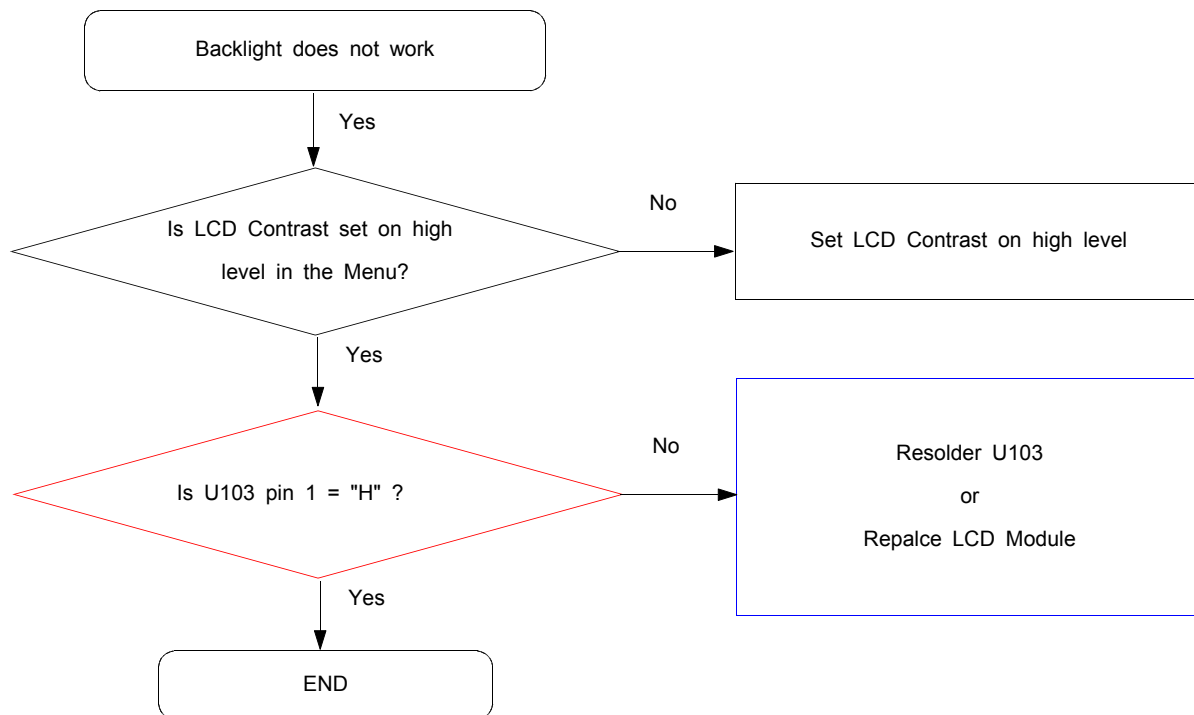 Backlight does not work
Yes
Is LCD Contrast set on high
level in the Menu?
No
Set LCD Contrast on high level
Yes
Is U103 pin 1 = "H" ?
No
Resolder U103
or
Repalce LCD Module
Yes
END